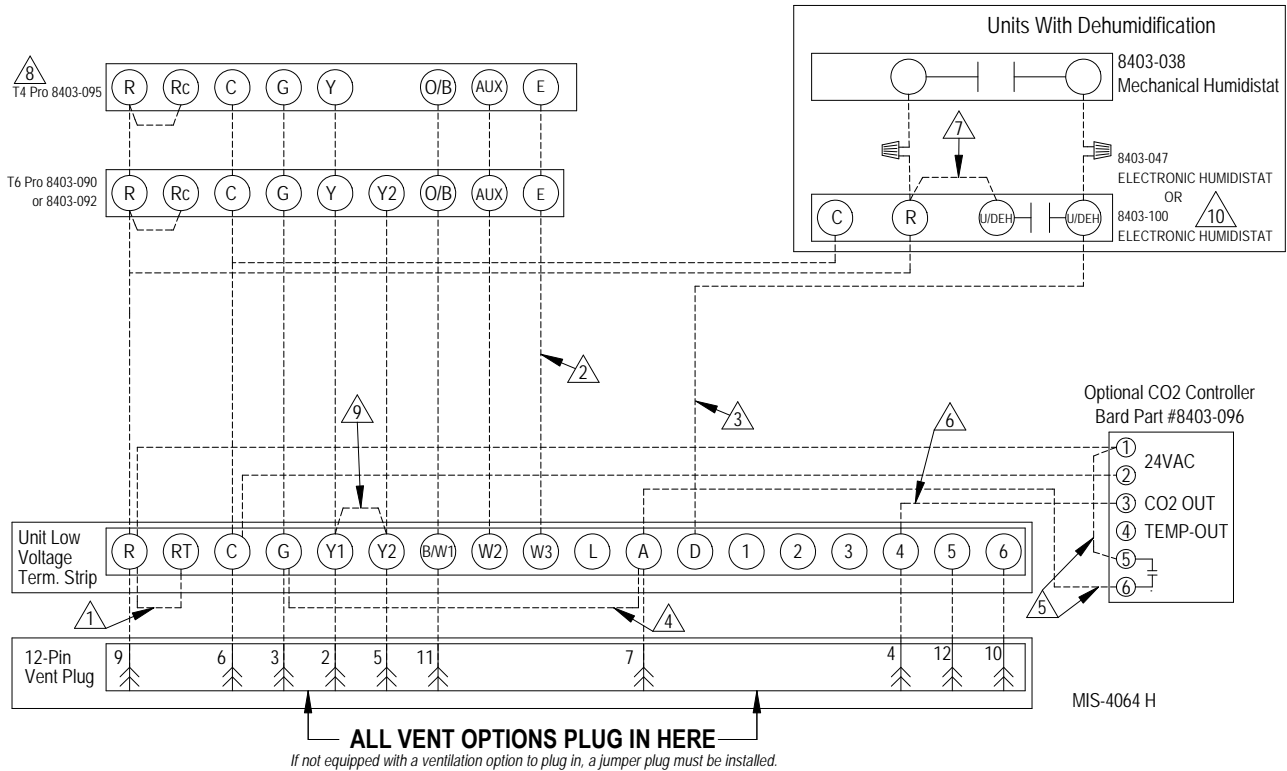 Units With Dehumidification
8403-038
Mechanical Humidistat
8
T4 Pro 8403-095
R Rc C G Y O/B AUX E
7
8403-047
ELECTRONIC HUMIDISTAT
OR
8403-100
10
ELECTRONIC HUMIDISTAT
T6 Pro 8403-090
or 8403-092
R Rc C G Y Y2 O/B AUX E
C R U/DEH U/DEH
2
3
9
6
Optional CO2 Controller
Bard Part #8403-096
1
24VAC
2
3 CO2 OUT
4 TEMP-OUT
5
6
5
Unit Low
Voltage
Term. Strip
R RT C G Y1 Y2 B/W1 W2 W3 L A D 1 2 3 4 5 6
1
4
12-Pin
Vent Plug
9 6 3 2 5 11 7 4 12 10
MIS-4064 H
ALL VENT OPTIONS PLUG IN HERE
If not equipped with a ventilation option to plug in, a jumper plug must be installed.